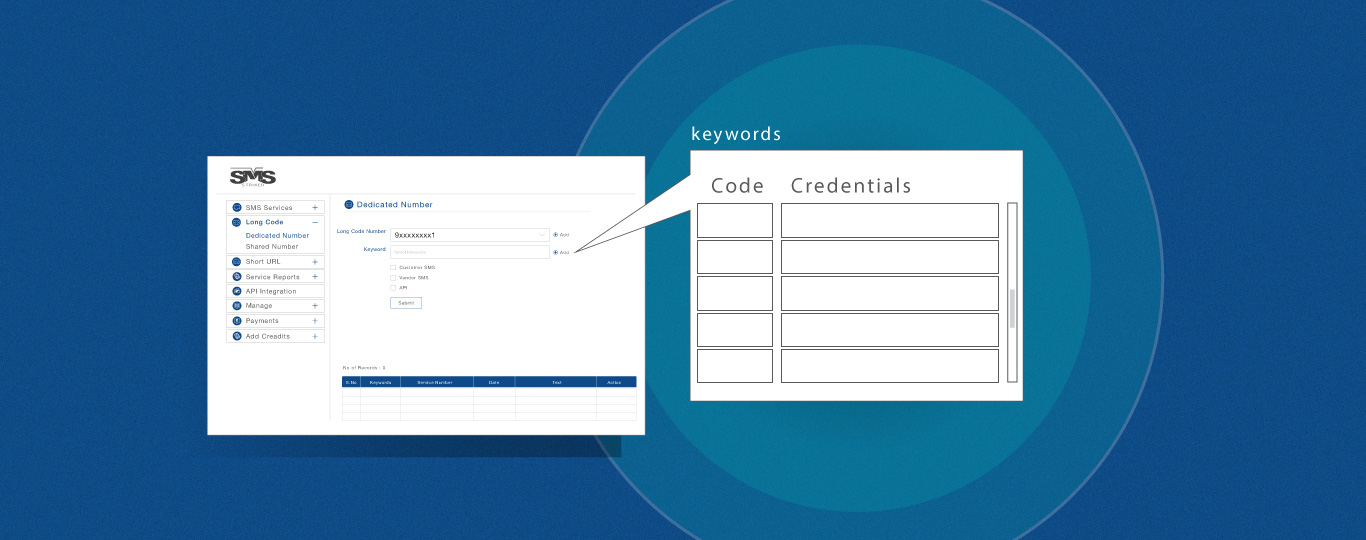 keywords
SMS
STRIKER
SMS Services +
Long Code −
Dedicated Number
Shared Number
Short URL +
Service Reports +
API Integration
Manage +
Payments +
Add Creadits +
Dedicated Number
Long Code Number 9xxxxxxxx1 Add
Keyword Add
Customer SMS
Vendor SMS
API
Submit
No of Records : 0
S.No Keywords Service Number Date Text Active
Code Credentials